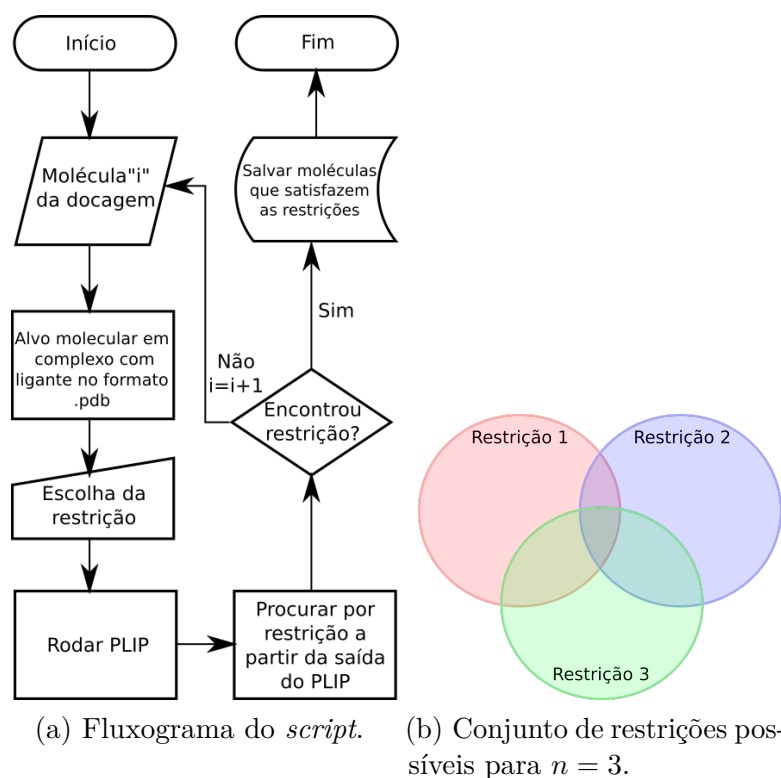 Início
Molécula"i"
da docagem
Alvo molecular em
complexo com
ligante no formato
.pdb
Escolha da
restrição
Rodar PLIP
Procurar por
restrição a
partir da saída
do PLIP
Encontrou
restrição?
Não
i=i+1
Sim
Salvar moléculas
que satisfazem
as restrições
Fim
(a) Fluxograma do script.
Restrição 1
Restrição 2
Restrição 3
(b) Conjunto de restrições pos-
síveis para n = 3.